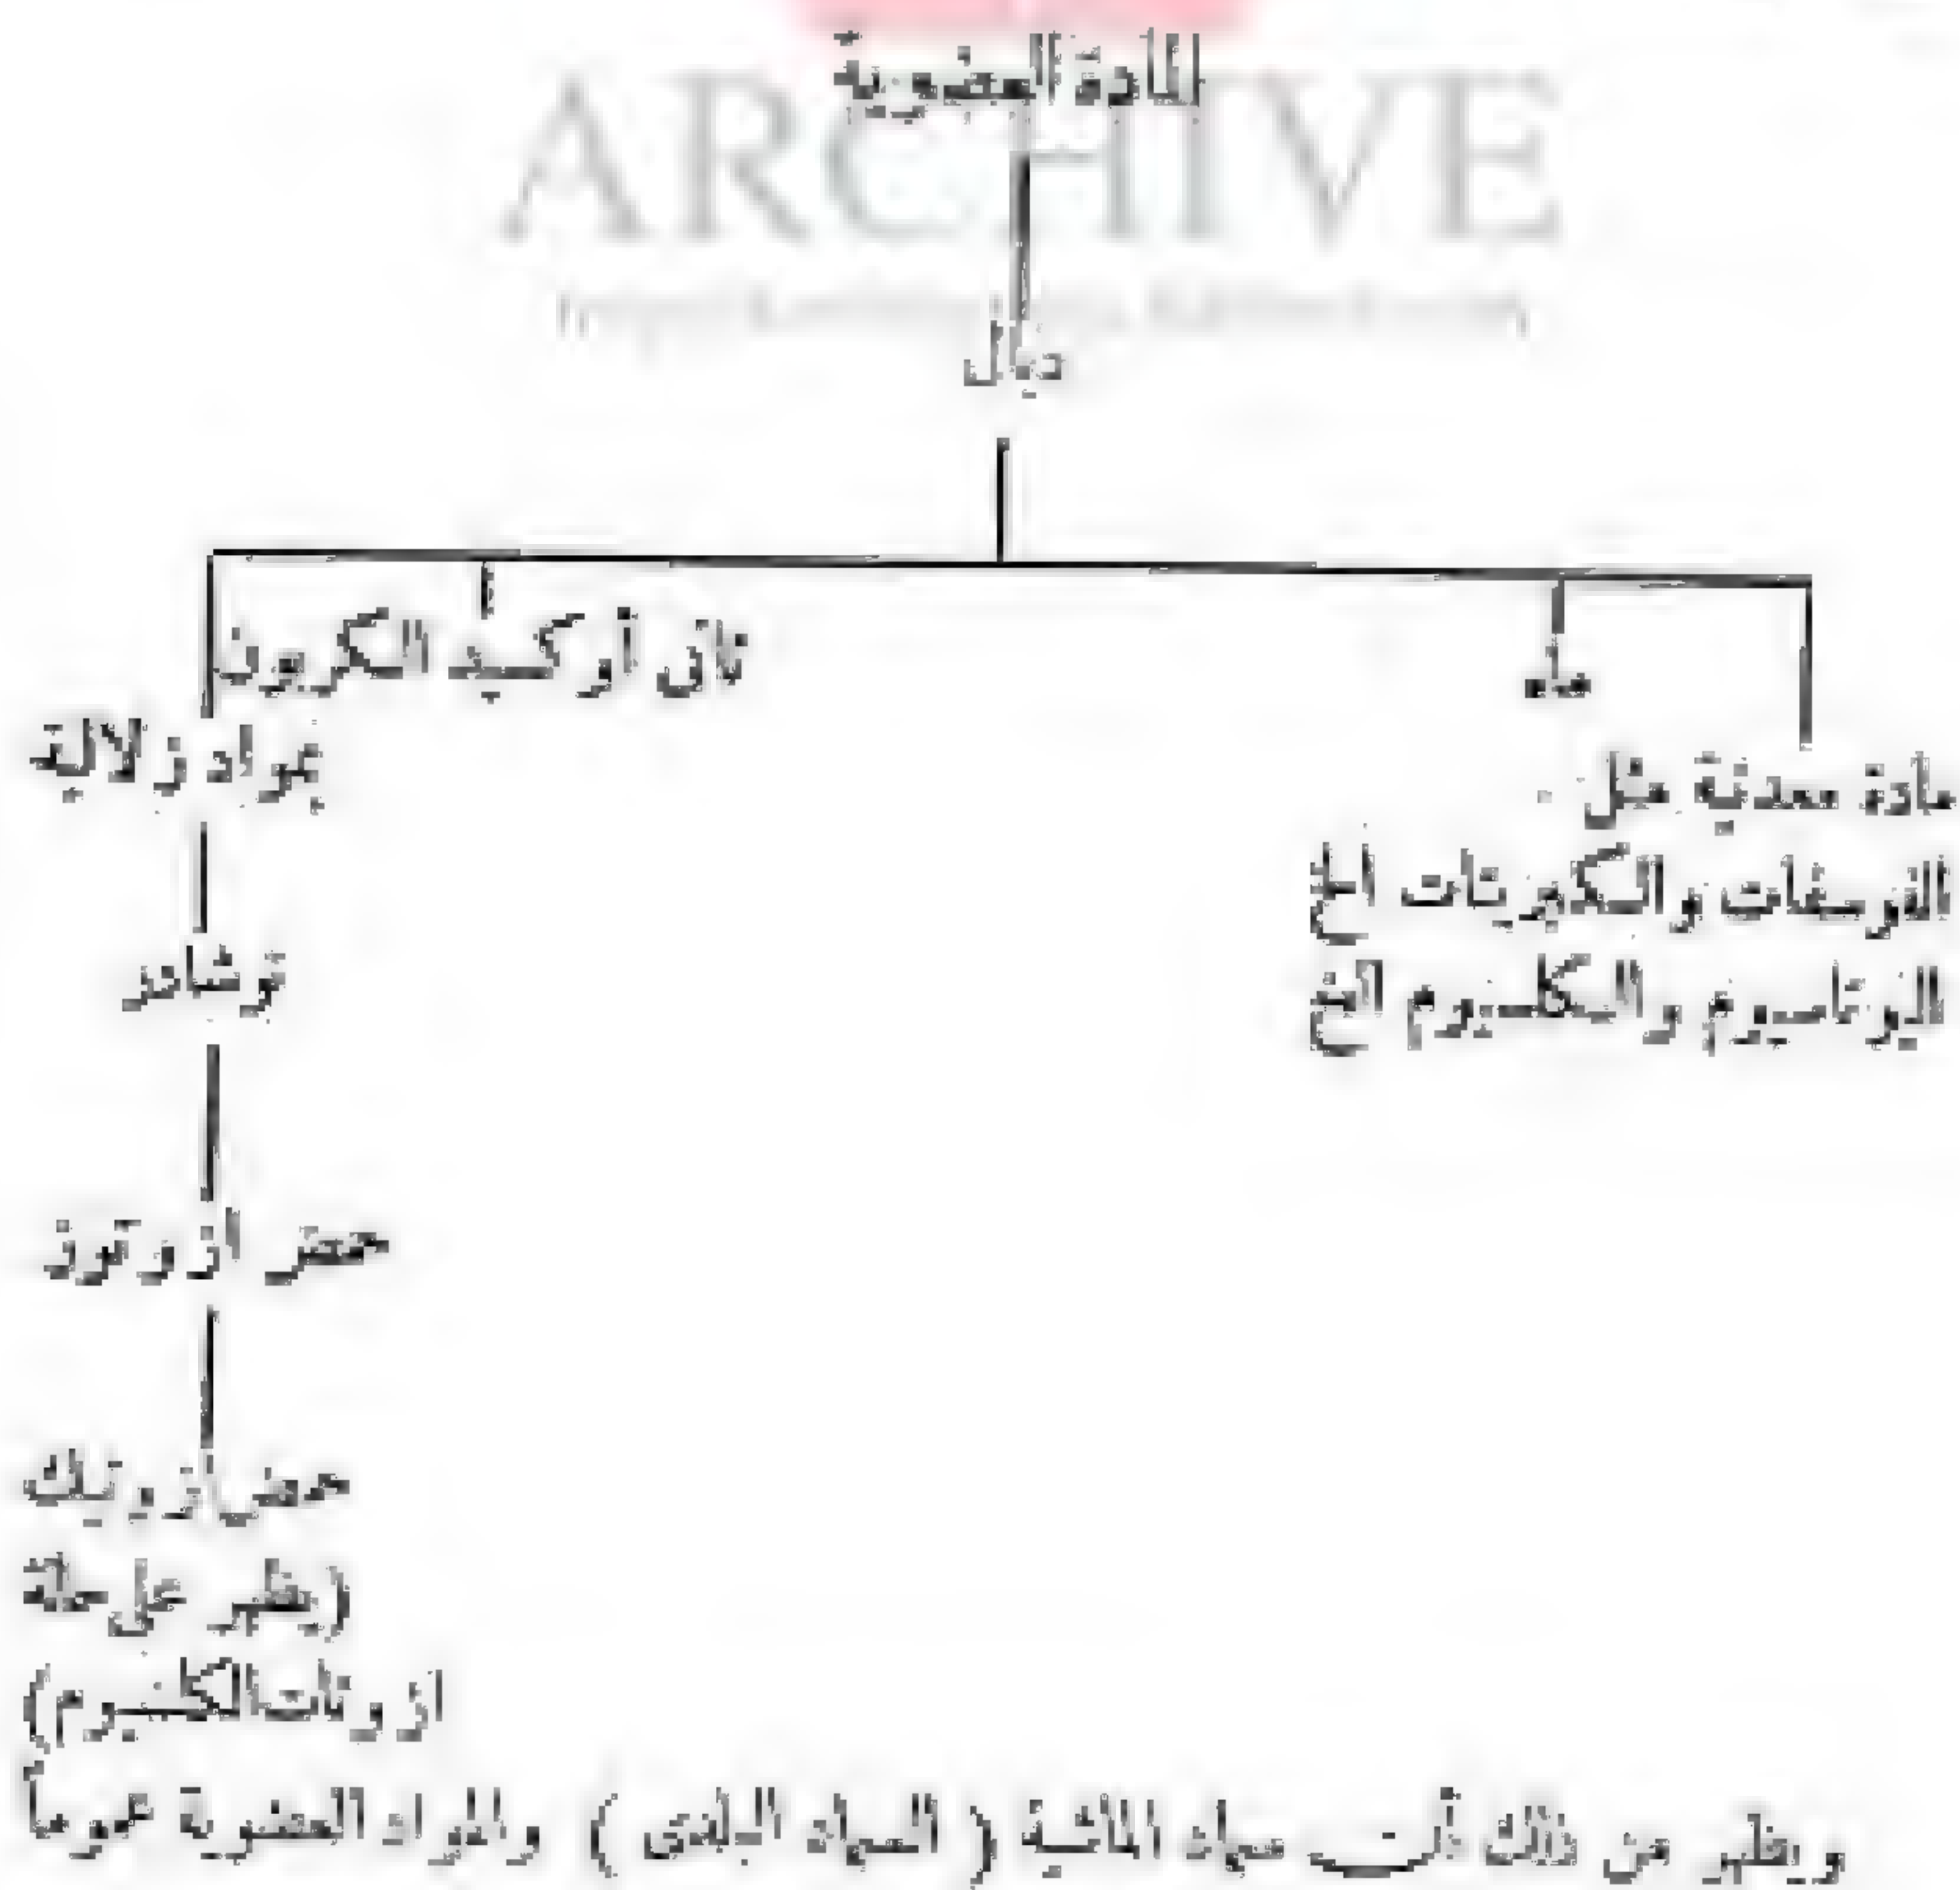 المادة العضوية
ARCHIVE
دبال
ثانى أوكسيد الكربون
ماء
مواد زلالية
مادة معدنية مثل
الفوسفات والكبريتات الخ
البوتاسيوم والكلسيوم الخ
نوشادر
حمض ازوتوز
حمض ازوتيك
(يظهر على حالة
ازوتات الكلسيوم)
ويظهر من ذلك أن سماد الماشية ( السماد البلدى ) والمواد العضوية عموماً